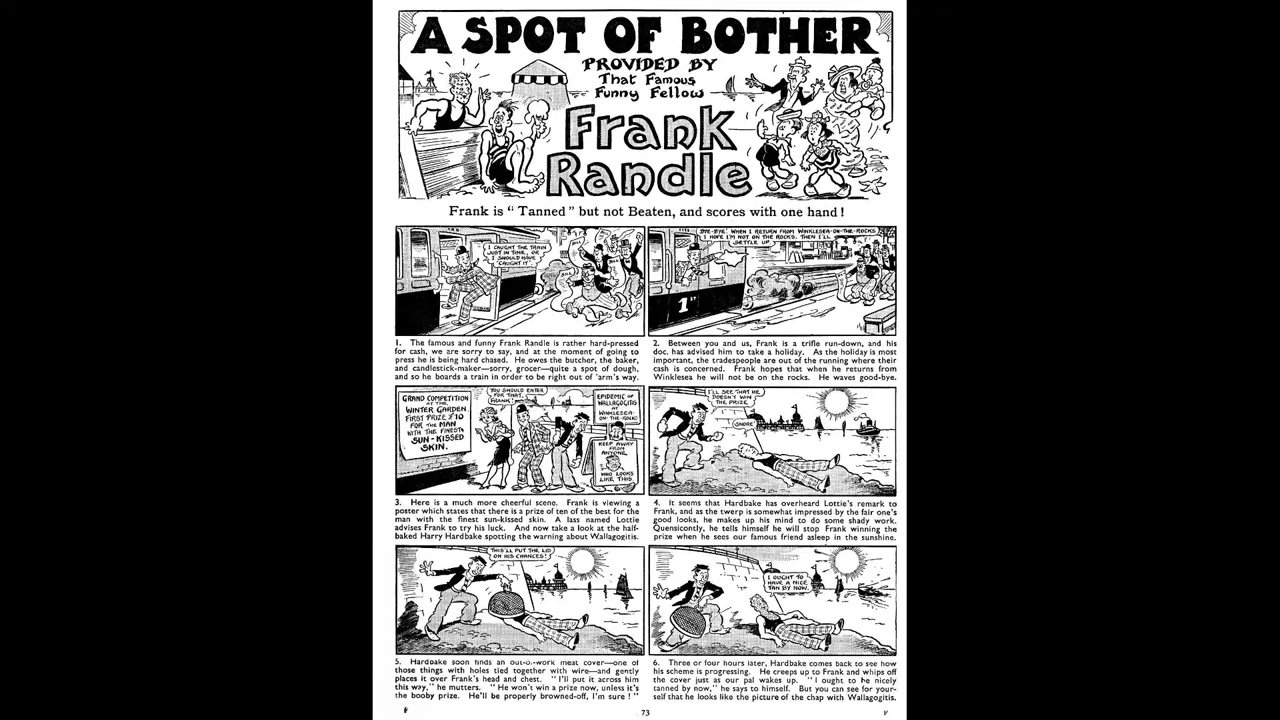 A SPOT OF BOTHER
PROVIDED BY
That Famous
Funny Fellow
Frank
Randle
Frank is "Tanned" but not Beaten, and scores with one hand!
I CAUGHT THE TRAIN
JUST IN TIME, OR
I SHOULD HAVE
"CAUGHT IT".
BILL
BYE-BYE! WHEN I RETURN FROM WINKLESEA-ON-THE-ROCKS
I HOPE I'M NOT ON THE ROCKS. THEN I'LL
SETTLE UP.
1ST
1. The famous and funny Frank Randle is rather hard-pressed
for cash, we are sorry to say, and at the moment of going to
press he is being hard chased. He owes the butcher, the baker,
and candlestick-maker—sorry, grocer—quite a spot of dough,
and so he boards a train in order to be right out of 'arm's way.
2. Between you and us, Frank is a trifle run-down, and his
doc. has advised him to take a holiday. As the holiday is most
important, the tradespeople are out of the running where their
cash is concerned. Frank hopes that when he returns from
Winklesea he will not be on the rocks. He waves good-bye.
GRAND COMPETITION
AT THE
WINTER GARDEN.
FIRST PRIZE £10
FOR THE MAN
WITH THE FINEST
SUN-KISSED
SKIN.
YOU SHOULD ENTER
FOR THAT,
FRANK!
EPIDEMIC OF
WALLAGOGITIS
AT
WINKLESEA-
ON-THE-ROCKS
KEEP AWAY
FROM
ANYONE
WHO LOOKS
LIKE THIS.
I'LL SEE THAT HE
DOESN'T WIN
THE PRIZE.
SNORE
3. Here is a much more cheerful scene. Frank is viewing a
poster which states that there is a prize of ten of the best for the
man with the finest sun-kissed skin. A lass named Lottie
advises Frank to try his luck. And now take a look at the half-
baked Harry Hardbake spotting the warning about Wallagogitis.
4. It seems that Hardbake has overheard Lottie's remark to
Frank, and as the twerp is somewhat impressed by the fair one's
good looks, he makes up his mind to do some shady work.
Quensicontly, he tells himself he will stop Frank winning the
prize when he sees our famous friend asleep in the sunshine.
THIS'LL PUT THE LID
ON HIS CHANCES!
I OUGHT TO
HAVE A NICE
TAN BY NOW.
5. Hardbake soon finds an out-of-work meat cover—one of
those things with holes tied together with wire—and gently
places it over Frank's head and chest. "I'll put it across him
this way," he mutters. "He won't win a prize now, unless it's
the booby prize. He'll be properly browned-off, I'm sure!"
6. Three or four hours later, Hardbake comes back to see how
his scheme is progressing. He creeps up to Frank and whips off
the cover just as our pal wakes up. "I ought to be nicely
tanned by now," he says to himself. But you can see for your-
self that he looks like the picture of the chap with Wallagogitis.
F
73
F